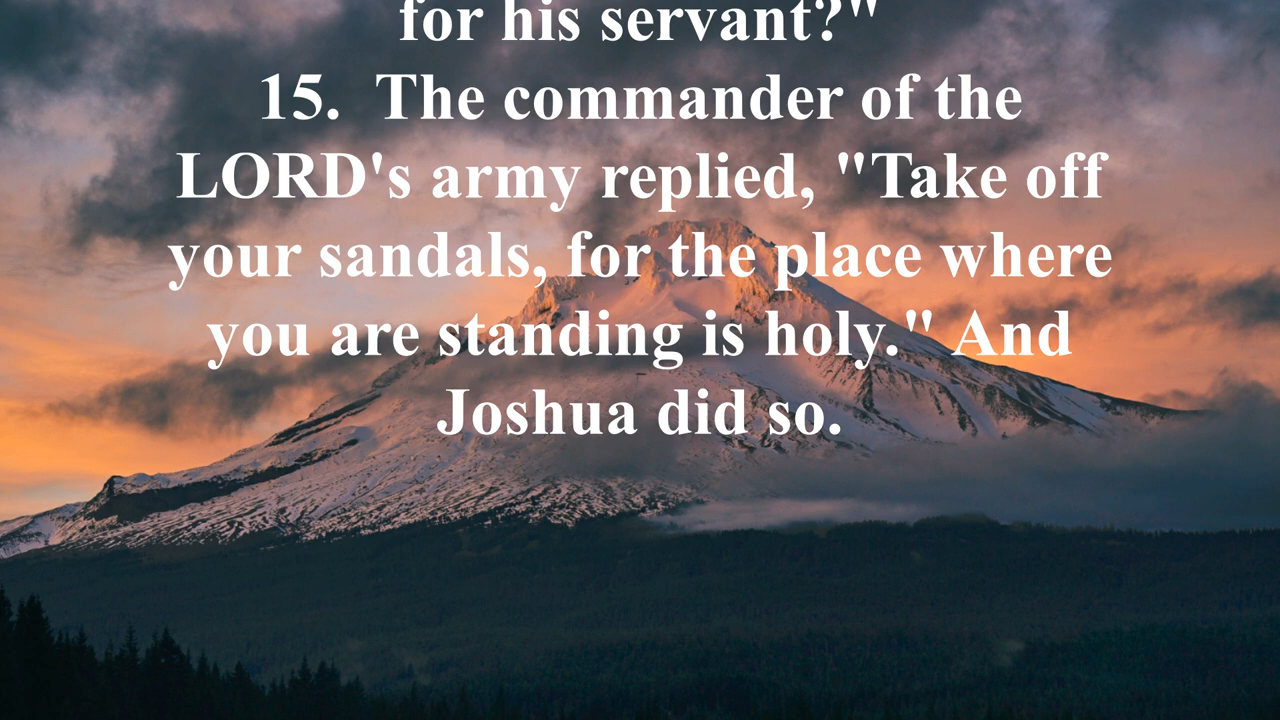 for his servant?"
15.  The commander of the
LORD's army replied, "Take off
your sandals, for the place where
you are standing is holy." And
Joshua did so.